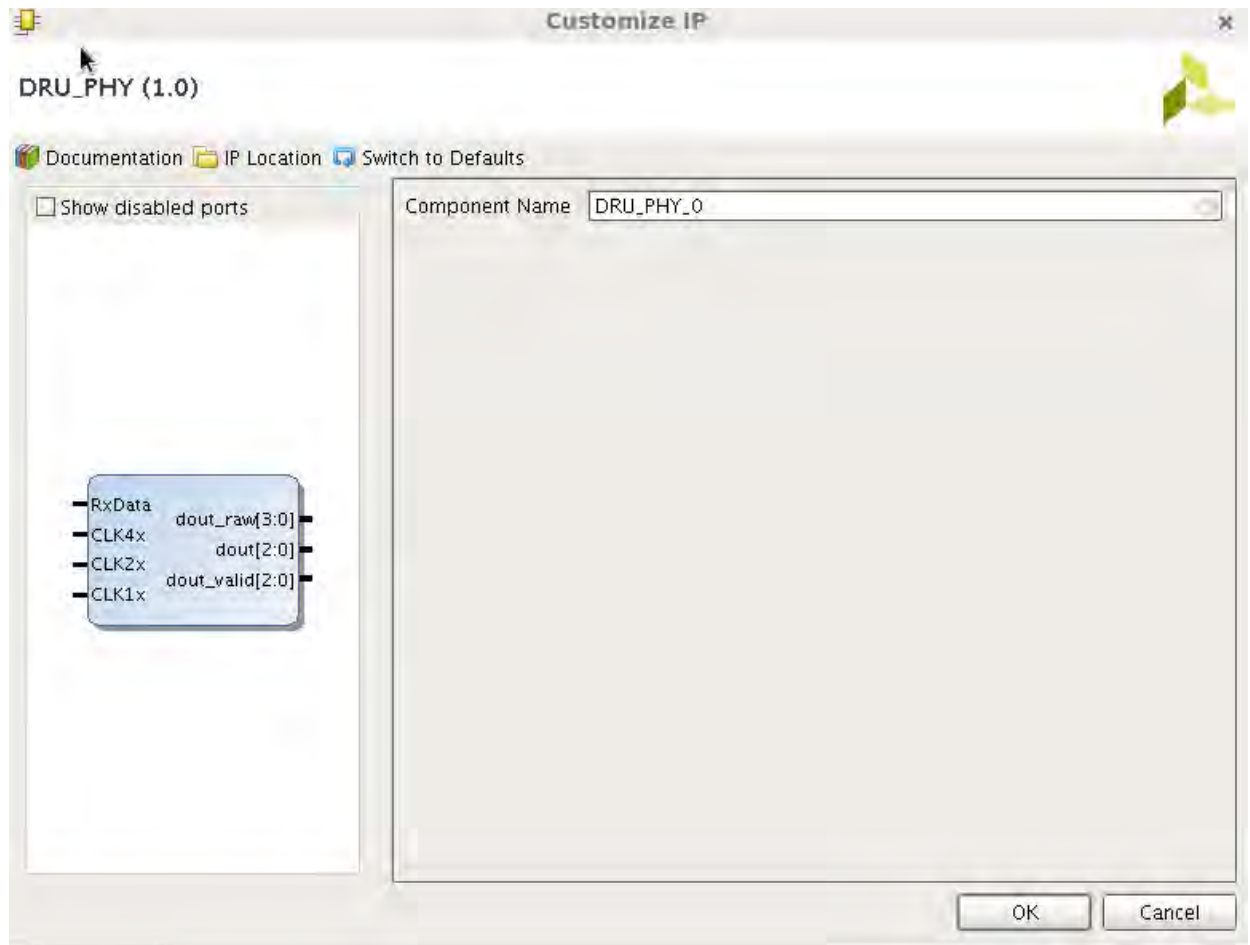 Customize IP
DRU_PHY (1.0)
Documentation IP Location Switch to Defaults
Show disabled ports
Component Name DRU_PHY_0
RxData
CLK4x
CLK2x
CLK1x
dout_raw[3:0]
dout[2:0]
dout_valid[2:0]
OK Cancel